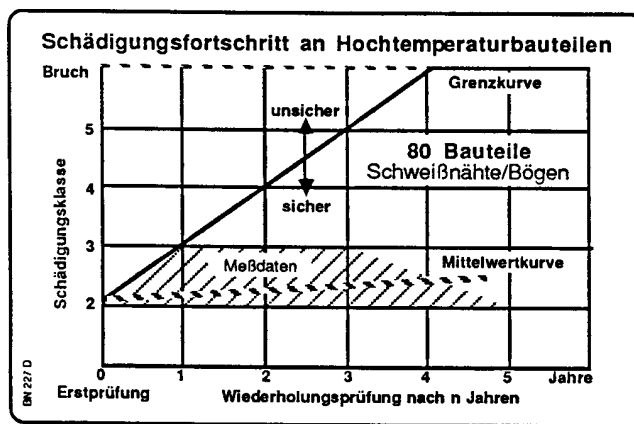 Schädigungsfortschritt an Hochtemperaturbauteilen
Bruch
Grenzkurve
unsicher
5
80 Bauteile
Schweißnähte/Bögen
4
sicher
Schädigungsklasse
3
Meßdaten
Mittelwertkurve
2
0 1 2 3 4 5 Jahre
Erstprüfung
Wiederholungsprüfung nach n Jahren
BN 227 D